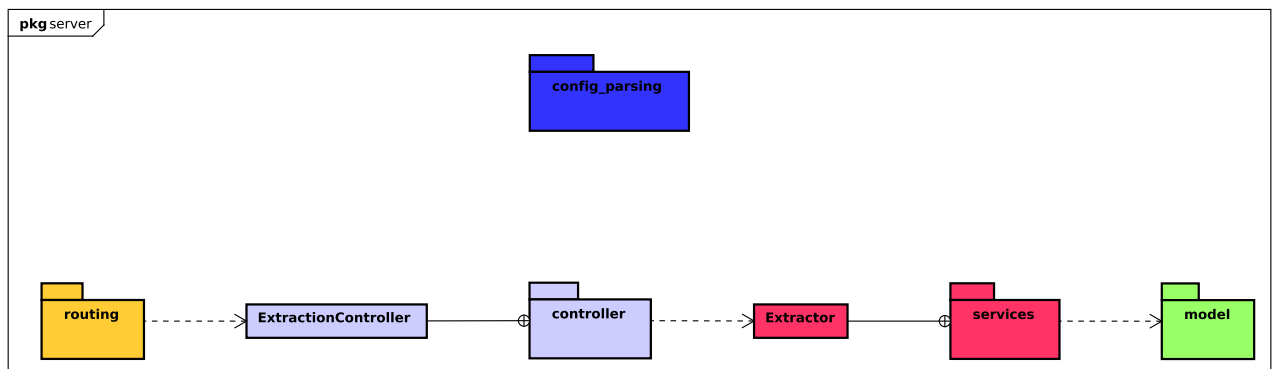 pkg server
config_parsing
routing
ExtractionController
controller
Extractor
services
model